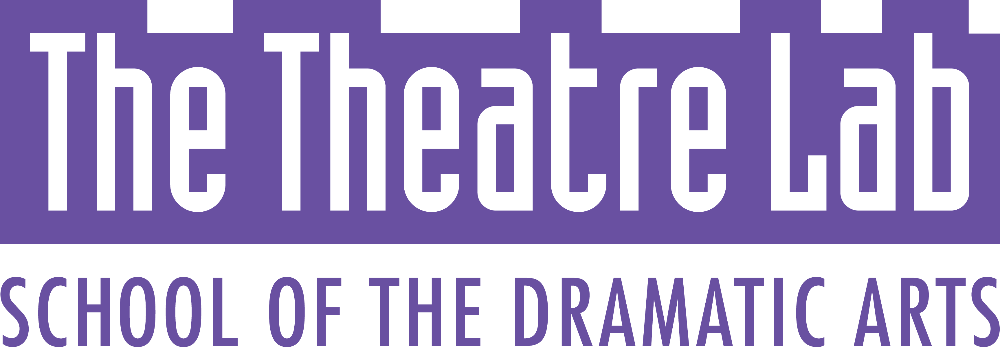 The Theatre Lab
SCHOOL OF THE DRAMATIC ARTS